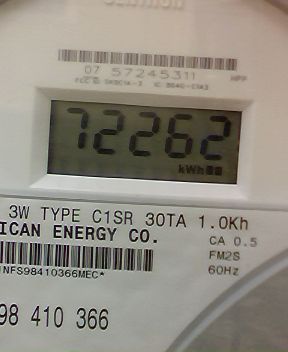 07 57245311 HPP
72262
kWh
3W TYPE C1SR 30TA 1.0Kh
ICAN ENERGY CO. CA 0.5
FM2S
NFS98410366MEC* 60Hz
98 410 366